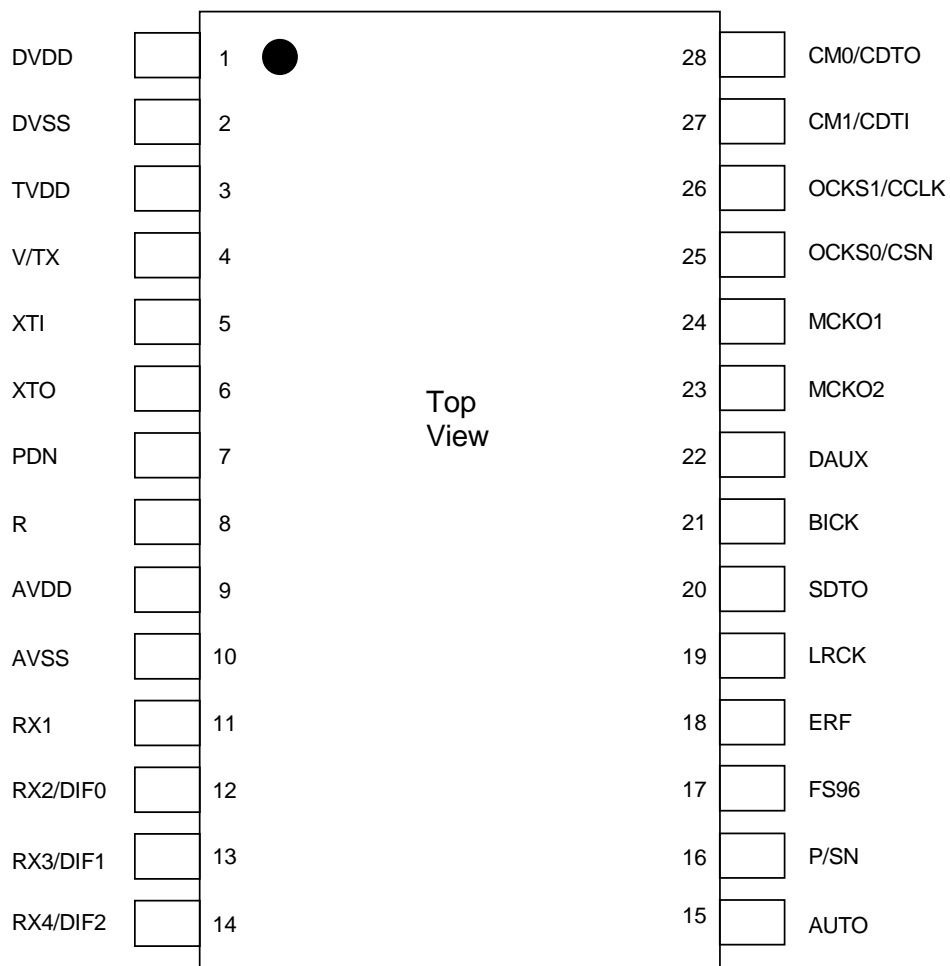 DVDD 1 28 CM0/CDTO
DVSS 2 27 CM1/CDTI
TVDD 3 26 OCKS1/CCLK
V/TX 4 25 OCKS0/CSN
XTI 5 24 MCKO1
XTO 6 23 MCKO2
Top
View
PDN 7 22 DAUX
R 8 21 BICK
AVDD 9 20 SDTO
AVSS 10 19 LRCK
RX1 11 18 ERF
RX2/DIF0 12 17 FS96
RX3/DIF1 13 16 P/SN
RX4/DIF2 14 15 AUTO